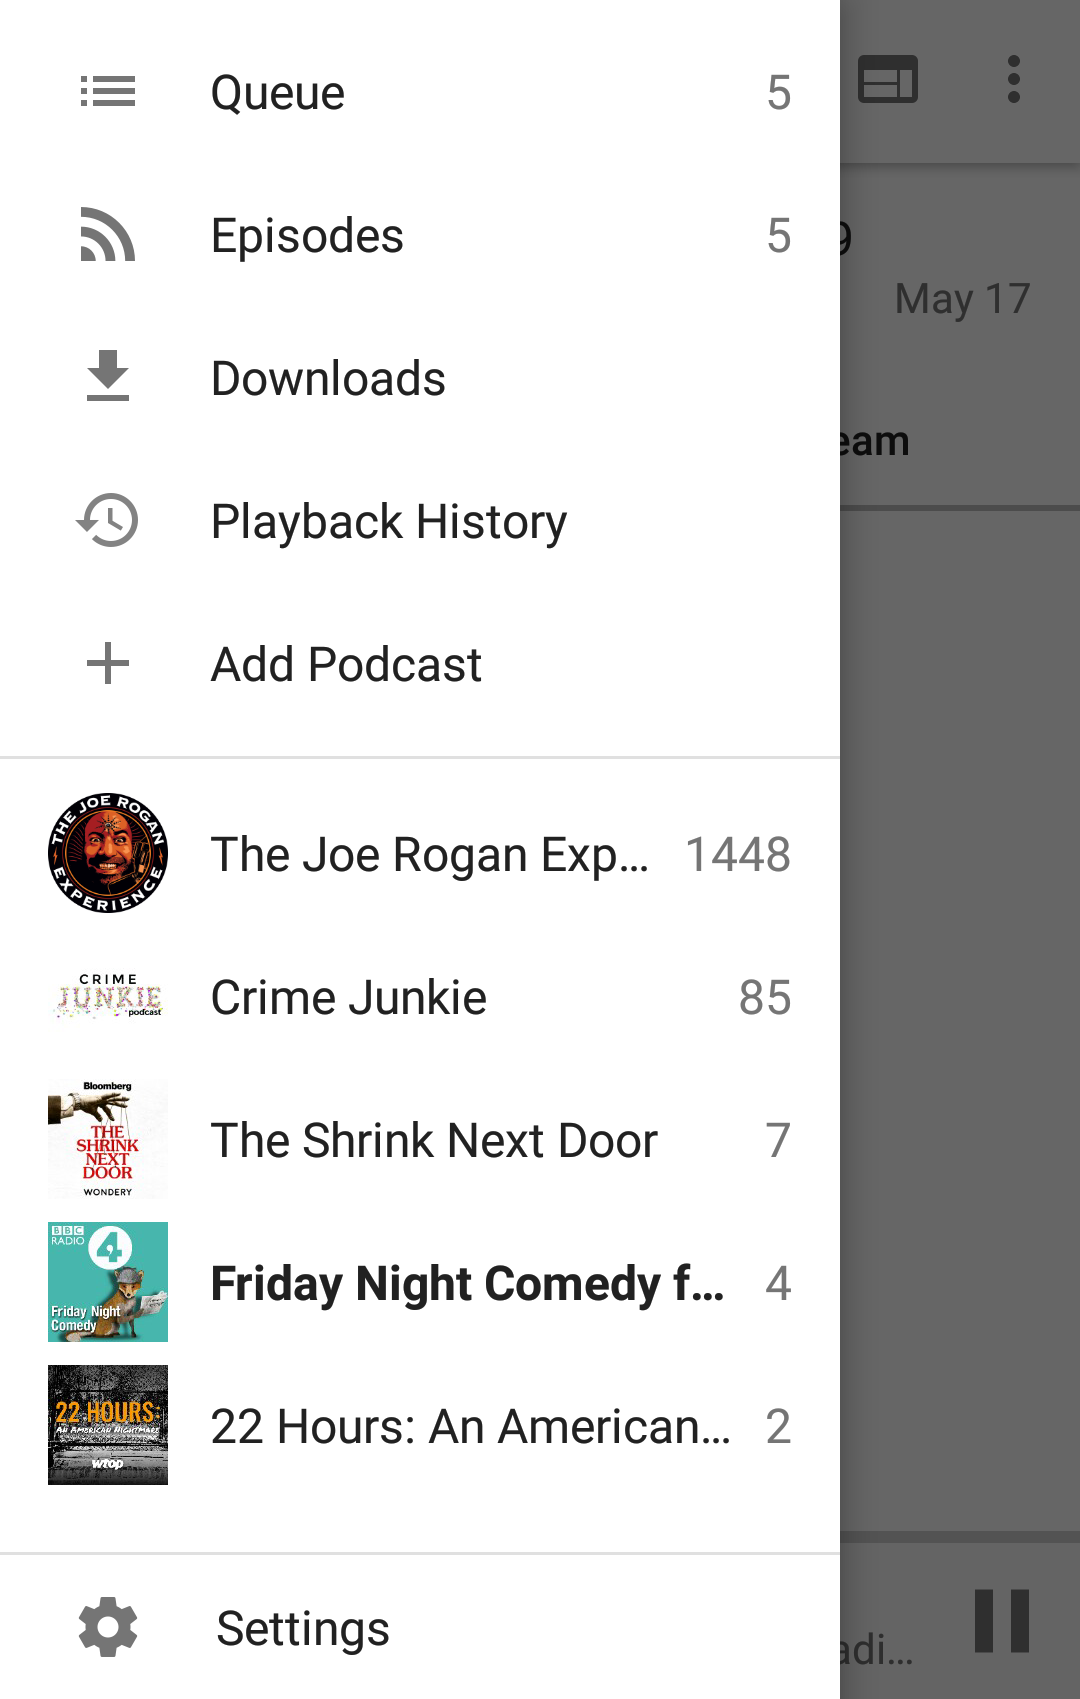 Queue 5
Episodes 5
9
May 17
Downloads
eam
Playback History
Add Podcast
THE JOE ROGAN EXPERIENCE
The Joe Rogan Exp... 1448
CRIME
JUNKIE
podcast
Crime Junkie 85
Bloomberg
THE
SHRINK
NEXT
DOOR
WONDERY
The Shrink Next Door 7
BBC
RADIO 4
Friday Night
Comedy
Friday Night Comedy f... 4
22 HOURS:
AN AMERICAN NIGHTMARE
wtop
22 Hours: An American... 2
Settings
adi...